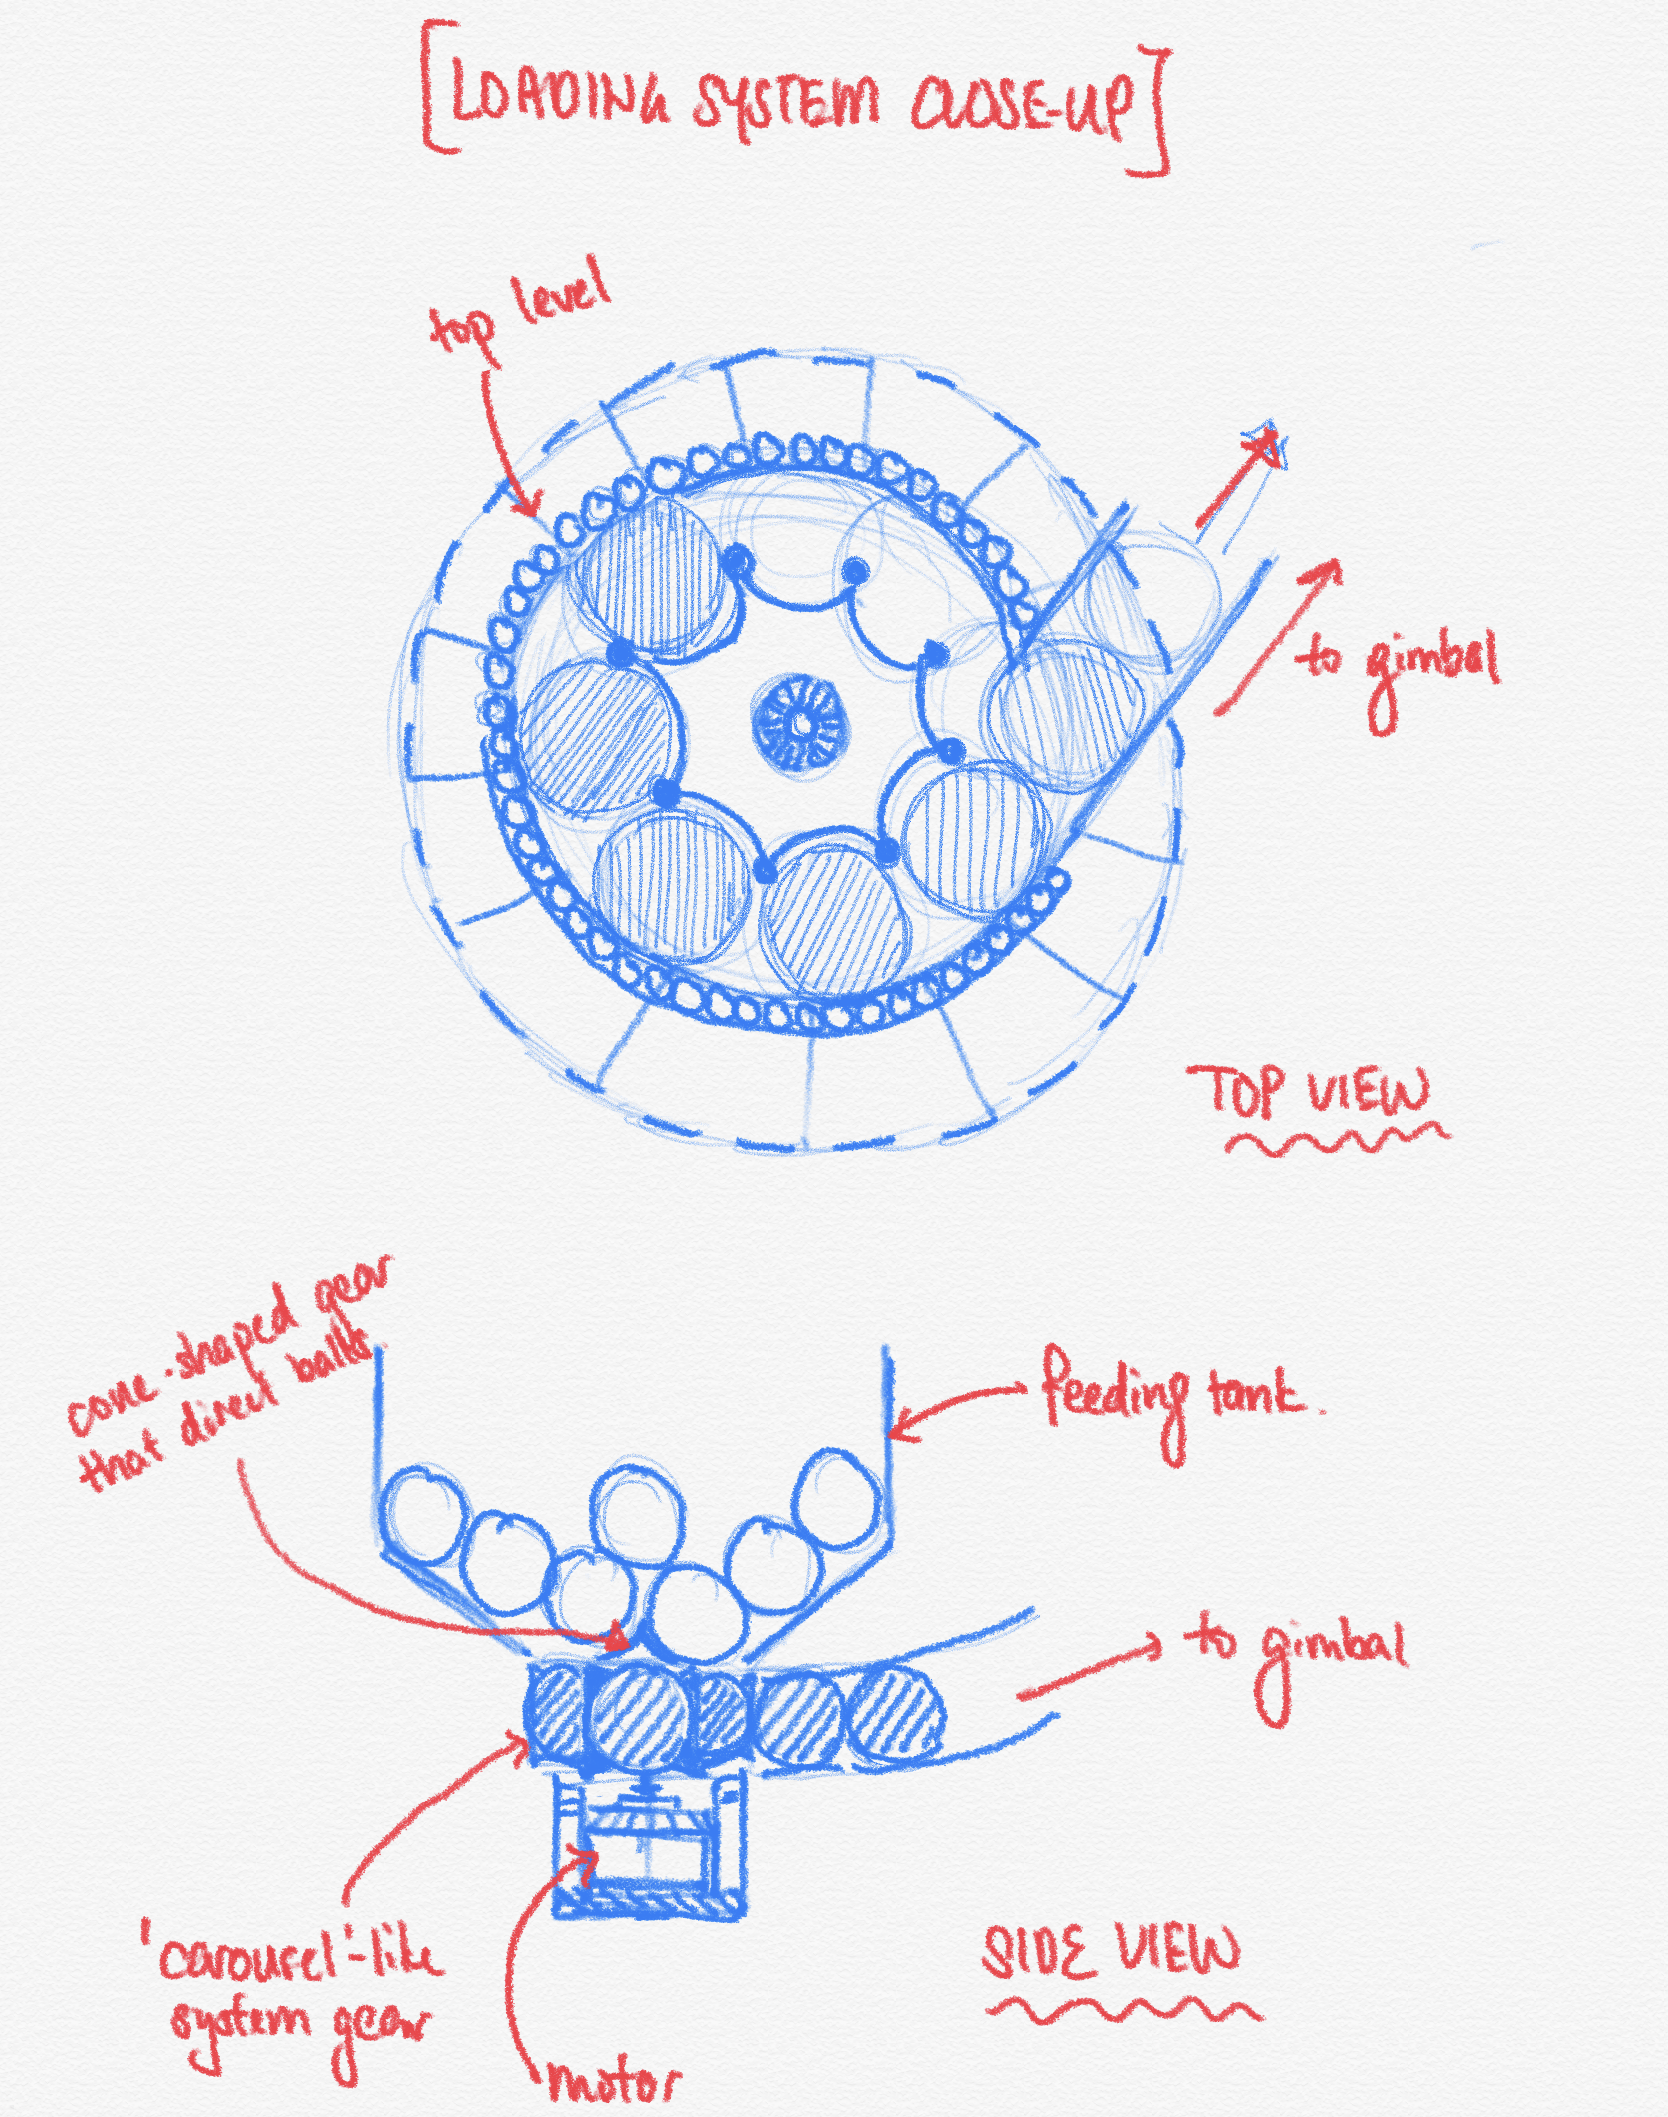 [LOADING SYSTEM CLOSE-UP]
top level
to gimbal
TOP VIEW
cone-shaped gear
that direct balls.
feeding tank.
to gimbal
'carousel'-like
system gear
motor
SIDE VIEW